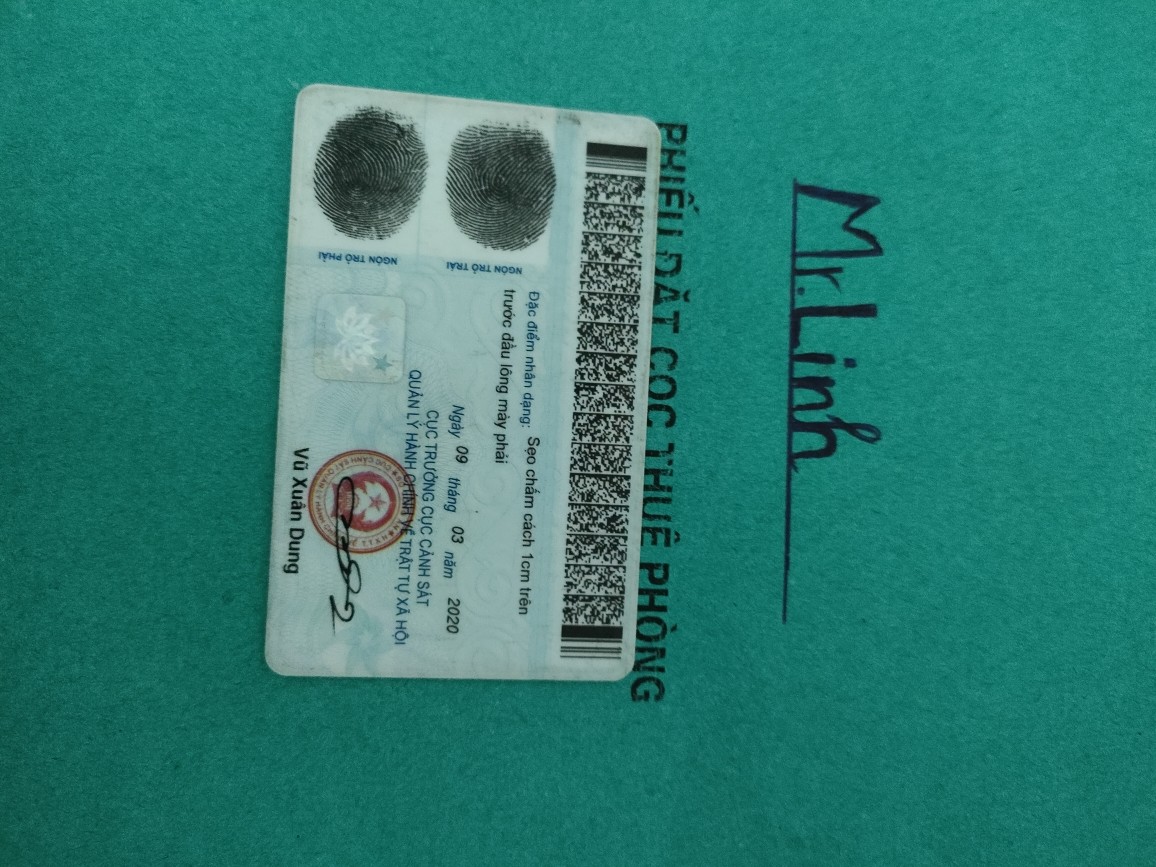 Mr. Linh
PHIẾU ĐẶT CỌC THUÊ PHÒNG
Đặc điểm nhân dạng: Sẹo chấm cách 1cm trên
trước đầu lông mày phải
Ngày 09 tháng 03 năm 2020
CỤC TRƯỞNG CỤC CẢNH SÁT
QUẢN LÝ HÀNH CHÍNH VỀ TRẬT TỰ XÃ HỘI
Vũ Xuân Dung
NGÓN TRỎ TRÁI
NGÓN TRỎ PHẢI